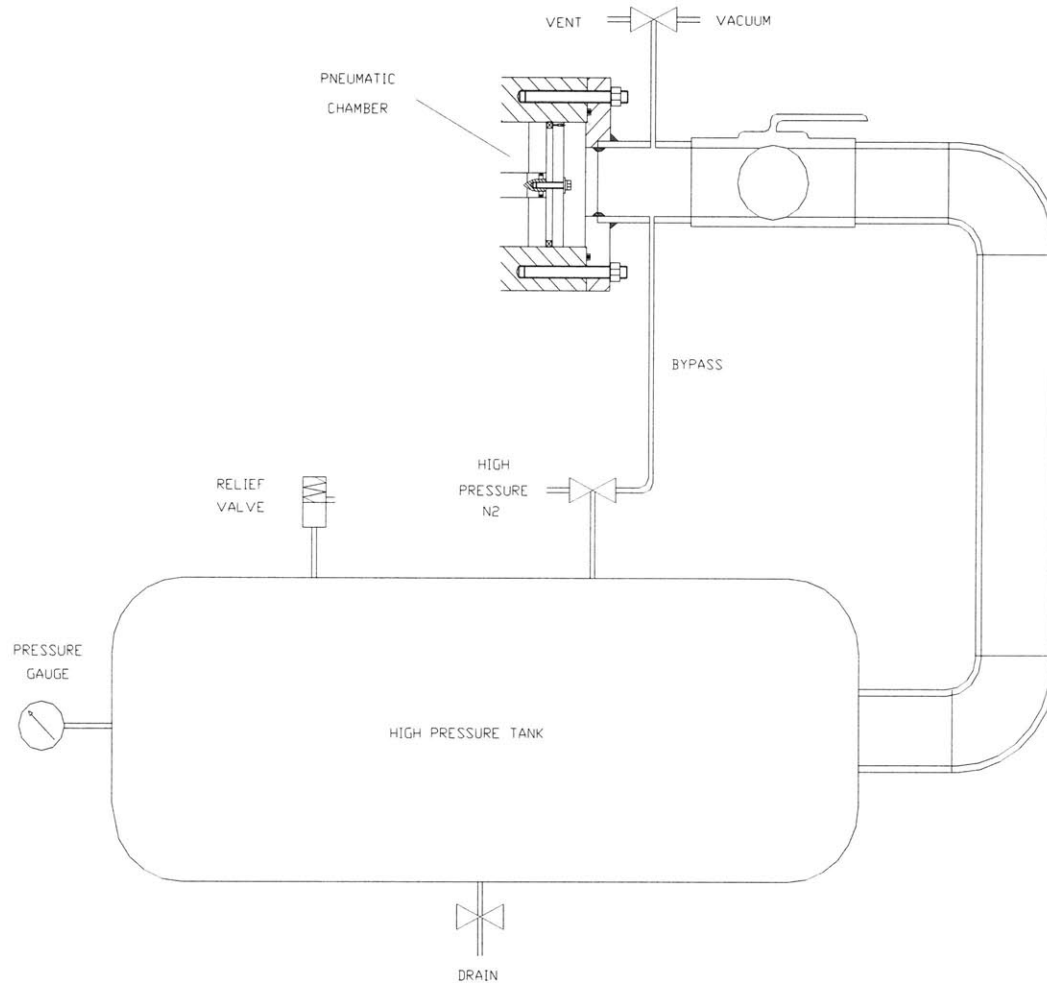 VENT
VACUUM
PNEUMATIC
CHAMBER
BYPASS
HIGH
PRESSURE
N2
RELIEF
VALVE
PRESSURE
GAUGE
HIGH PRESSURE TANK
DRAIN